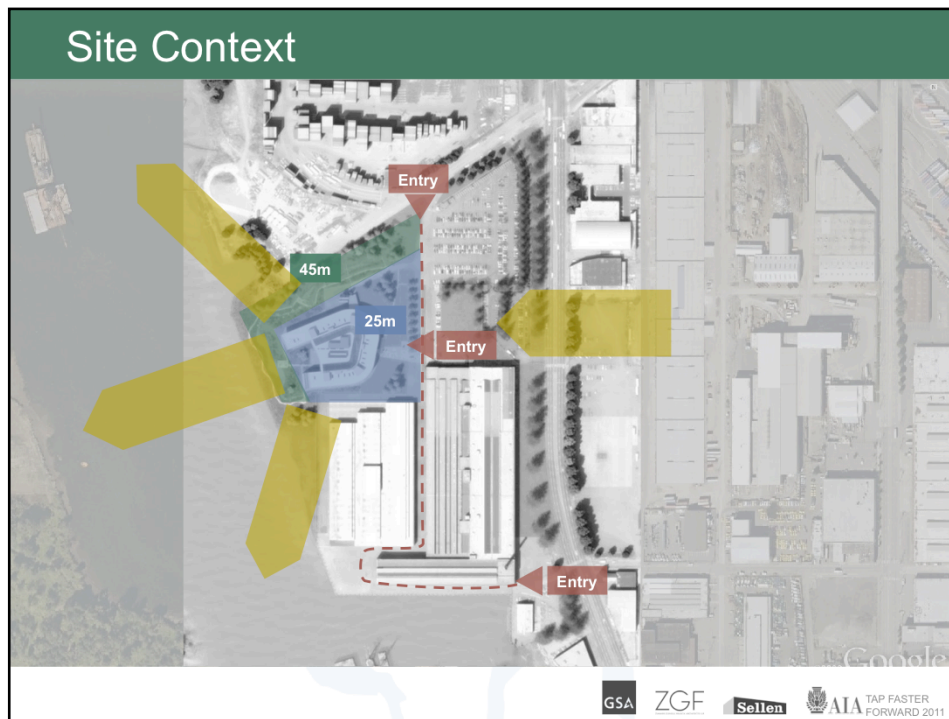 Site Context
Entry
45m
25m
Entry
Entry
Google
GSA
ZGF
Sellen
AIA TAP FASTER
FORWARD 2011